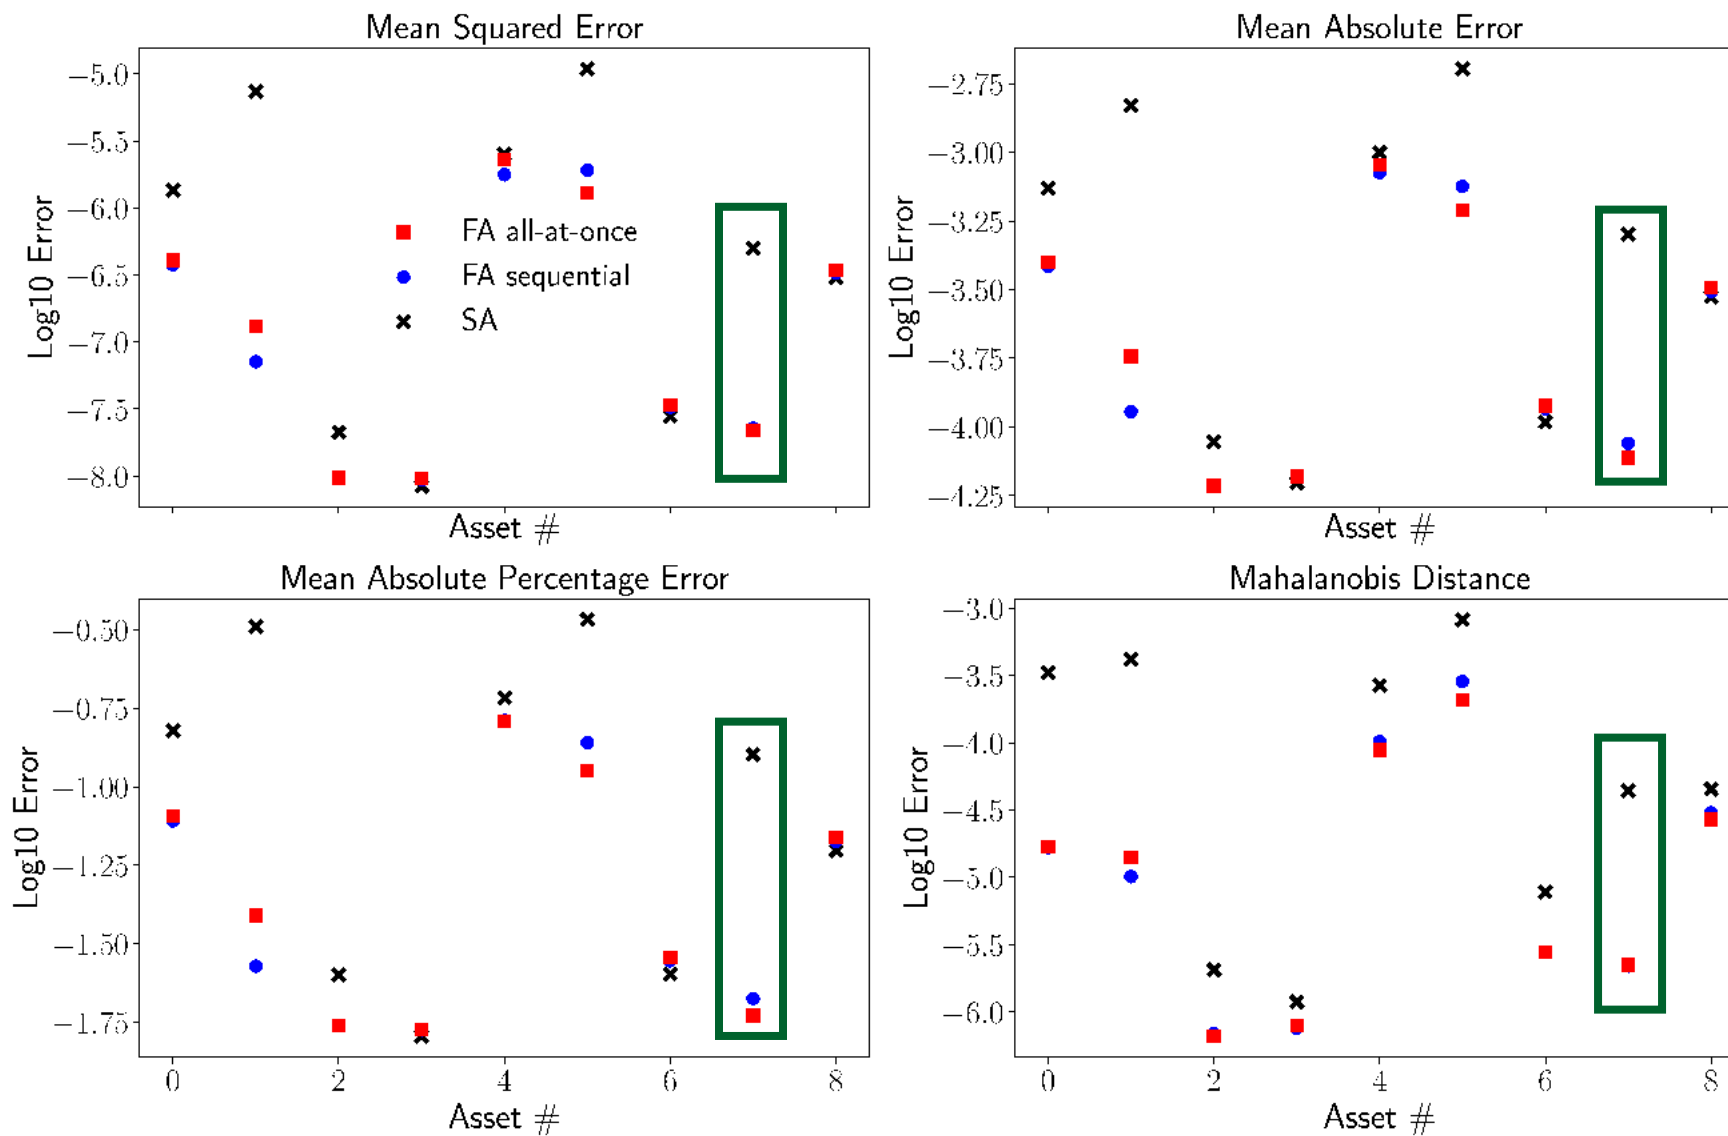 Mean Squared Error
Log10 Error
−5.0
−5.5
−6.0
−6.5
−7.0
−7.5
−8.0
FA all-at-once
FA sequential
SA
Asset #
Mean Absolute Error
Log10 Error
−2.75
−3.00
−3.25
−3.50
−3.75
−4.00
−4.25
Asset #
Mean Absolute Percentage Error
Log10 Error
−0.50
−0.75
−1.00
−1.25
−1.50
−1.75
0 2 4 6 8
Asset #
Mahalanobis Distance
Log10 Error
−3.0
−3.5
−4.0
−4.5
−5.0
−5.5
−6.0
0 2 4 6 8
Asset #